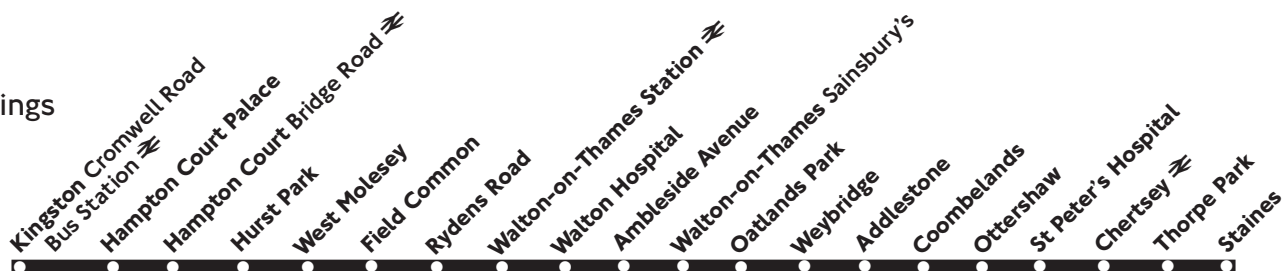 ings
Kingston Cromwell Road
Bus Station
Hampton Court Palace
Hampton Court Bridge Road
Hurst Park
West Molesey
Field Common
Rydens Road
Walton-on-Thames Station
Walton Hospital
Ambleside Avenue
Walton-on-Thames Sainsbury's
Oatlands Park
Weybridge
Addlestone
Coombelands
Ottershaw
St Peter's Hospital
Chertsey
Thorpe Park
Staines